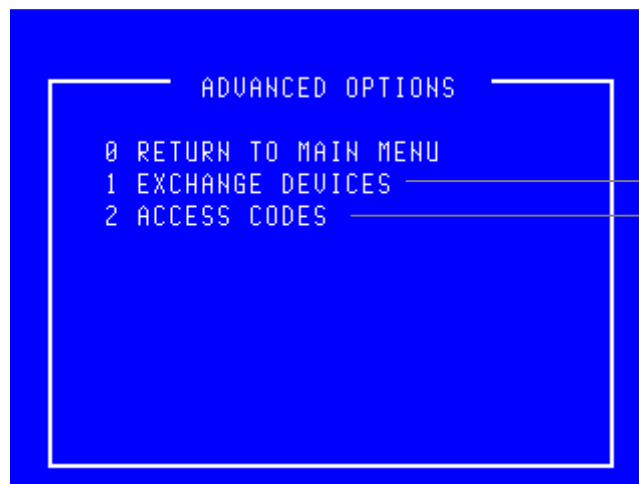 ADVANCED OPTIONS
0 RETURN TO MAIN MENU
1 EXCHANGE DEVICES
2 ACCESS CODES